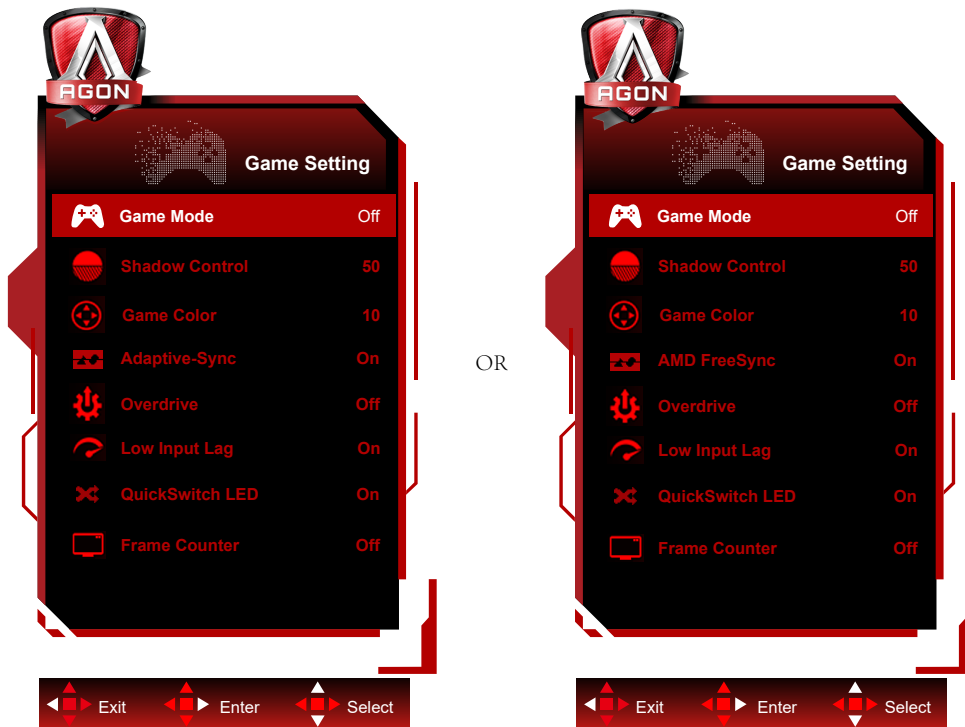 AGON
Game Setting
Game Mode Off
Shadow Control 50
Game Color 10
Adaptive-Sync On
Overdrive Off
Low Input Lag On
QuickSwitch LED On
Frame Counter Off
Exit Enter Select
OR
AGON
Game Setting
Game Mode Off
Shadow Control 50
Game Color 10
AMD FreeSync On
Overdrive Off
Low Input Lag On
QuickSwitch LED On
Frame Counter Off
Exit Enter Select